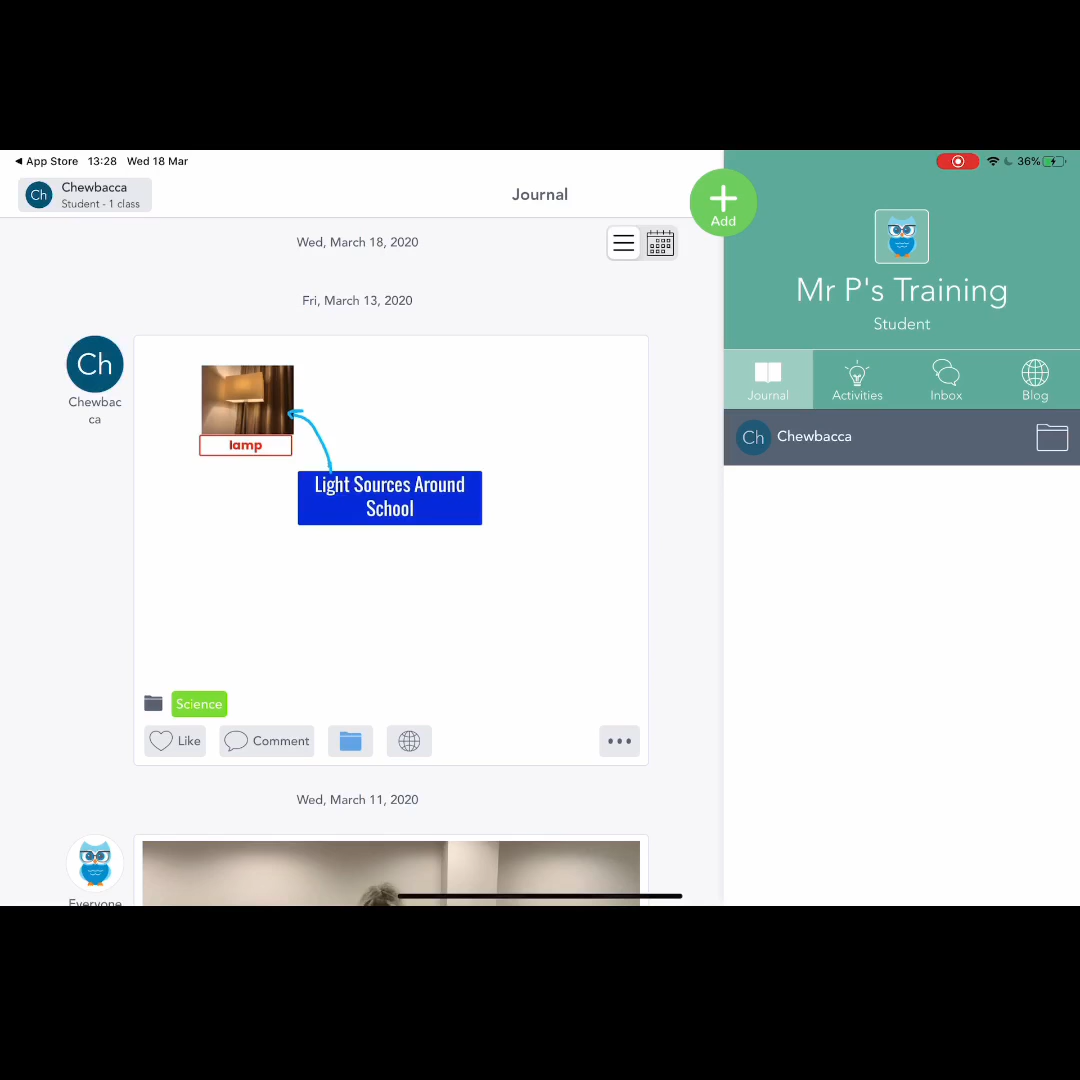 App Store 13:28 Wed 18 Mar
36%
Ch
Chewbacca
Student - 1 class
Journal
Add
Wed, March 18, 2020
Fri, March 13, 2020
Ch
Chewbac
ca
lamp
Light Sources Around
School
Science
Like
Comment
Wed, March 11, 2020
Everyone
Mr P's Training
Student
Journal
Activities
Inbox
Blog
Ch
Chewbacca